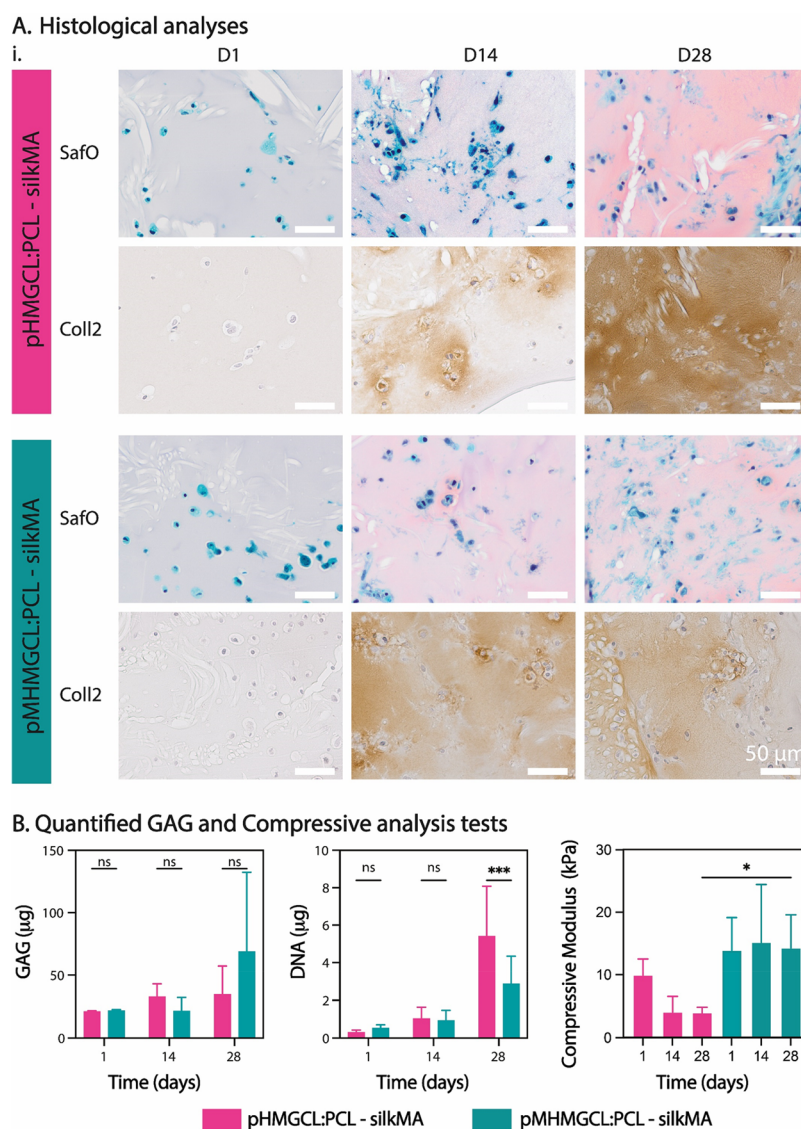 A. Histological analyses
i.
D1 D14 D28
pHMGCL:PCL - silkMA
SafO
Coll2
pMHMGCL:PCL - silkMA
SafO
Coll2
50 µm
B. Quantified GAG and Compressive analysis tests
150
100
50
0
GAG (µg)
ns ns ns
1 14 28
Time (days)
10
8
6
4
2
0
DNA (µg)
ns ns ***
1 14 28
Time (days)
30
20
10
0
Compressive Modulus (kPa)
*
1 14 28 1 14 28
Time (days)
pHMGCL:PCL - silkMA pMHMGCL:PCL - silkMA